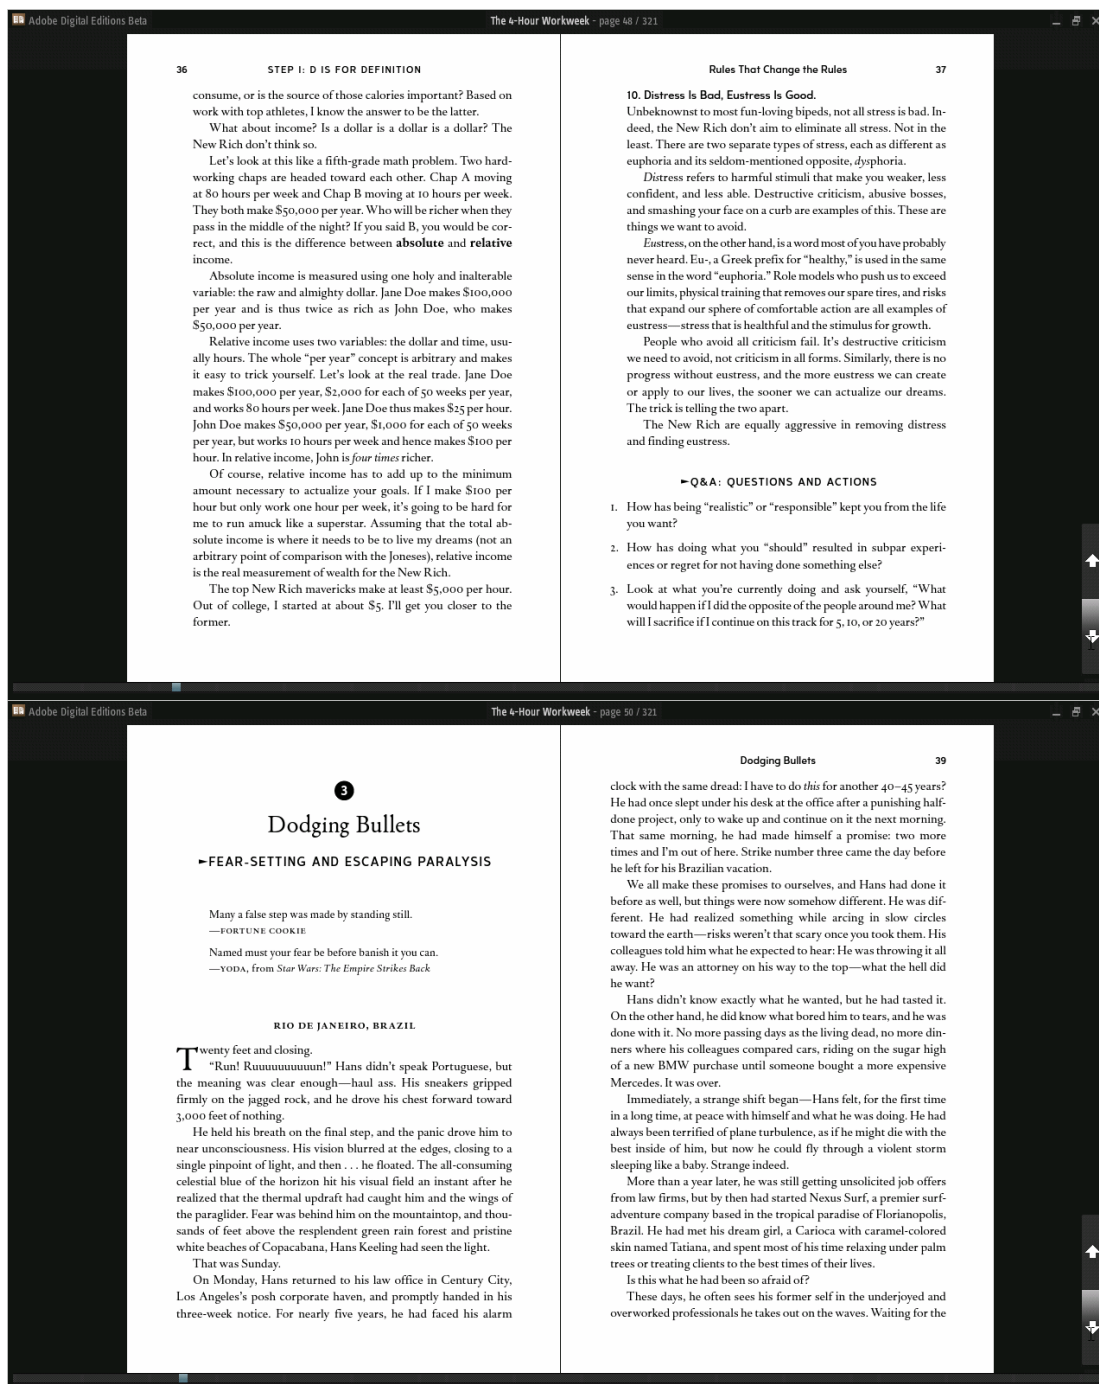 Adobe Digital Editions Beta
The 4-Hour Workweek - page 48 / 321
36
STEP I: D IS FOR DEFINITION
consume, or is the source of those calories important? Based on
work with top athletes, I know the answer to be the latter.
What about income? Is a dollar is a dollar is a dollar? The
New Rich don't think so.
Let's look at this like a fifth-grade math problem. Two hard-
working chaps are headed toward each other. Chap A moving
at 80 hours per week and Chap B moving at 10 hours per week.
They both make $50,000 per year. Who will be richer when they
pass in the middle of the night? If you said B, you would be cor-
rect, and this is the difference between absolute and relative
income.
Absolute income is measured using one holy and inalterable
variable: the raw and almighty dollar. Jane Doe makes $100,000
per year and is thus twice as rich as John Doe, who makes
$50,000 per year.
Relative income uses two variables: the dollar and time, usu-
ally hours. The whole "per year" concept is arbitrary and makes
it easy to trick yourself. Let's look at the real trade. Jane Doe
makes $100,000 per year, $2,000 for each of 50 weeks per year,
and works 80 hours per week. Jane Doe thus makes $25 per hour.
John Doe makes $50,000 per year, $1,000 for each of 50 weeks
per year, but works 10 hours per week and hence makes $100 per
hour. In relative income, John is four times richer.
Of course, relative income has to add up to the minimum
amount necessary to actualize your goals. If I make $100 per
hour but only work one hour per week, it's going to be hard for
me to run amuck like a superstar. Assuming that the total ab-
solute income is where it needs to be to live my dreams (not an
arbitrary point of comparison with the Joneses), relative income
is the real measurement of wealth for the New Rich.
The top New Rich mavericks make at least $5,000 per hour.
Out of college, I started at about $5. I'll get you closer to the
former.
Rules That Change the Rules
37
10. Distress Is Bad, Eustress Is Good.
Unbeknownst to most fun-loving bipeds, not all stress is bad. In-
deed, the New Rich don't aim to eliminate all stress. Not in the
least. There are two separate types of stress, each as different as
euphoria and its seldom-mentioned opposite, dysphoria.
Distress refers to harmful stimuli that make you weaker, less
confident, and less able. Destructive criticism, abusive bosses,
and smashing your face on a curb are examples of this. These are
things we want to avoid.
Eustress, on the other hand, is a word most of you have probably
never heard. Eu-, a Greek prefix for "healthy," is used in the same
sense in the word "euphoria." Role models who push us to exceed
our limits, physical training that removes our spare tires, and risks
that expand our sphere of comfortable action are all examples of
eustress—stress that is healthful and the stimulus for growth.
People who avoid all criticism fail. It's destructive criticism
we need to avoid, not criticism in all forms. Similarly, there is no
progress without eustress, and the more eustress we can create
or apply to our lives, the sooner we can actualize our dreams.
The trick is telling the two apart.
The New Rich are equally aggressive in removing distress
and finding eustress.
►Q&A: QUESTIONS AND ACTIONS
1. How has being "realistic" or "responsible" kept you from the life
you want?
2. How has doing what you "should" resulted in subpar experi-
ences or regret for not having done something else?
3. Look at what you're currently doing and ask yourself, "What
would happen if I did the opposite of the people around me? What
will I sacrifice if I continue on this track for 5, 10, or 20 years?"
Adobe Digital Editions Beta
The 4-Hour Workweek - page 50 / 321
3
Dodging Bullets
►FEAR-SETTING AND ESCAPING PARALYSIS
Many a false step was made by standing still.
—FORTUNE COOKIE
Named must your fear be before banish it you can.
—YODA, from Star Wars: The Empire Strikes Back
RIO DE JANEIRO, BRAZIL
Twenty feet and closing.
"Run! Ruuuuuuuuuun!" Hans didn't speak Portuguese, but
the meaning was clear enough—haul ass. His sneakers gripped
firmly on the jagged rock, and he drove his chest forward toward
3,000 feet of nothing.
He held his breath on the final step, and the panic drove him to
near unconsciousness. His vision blurred at the edges, closing to a
single pinpoint of light, and then . . . he floated. The all-consuming
celestial blue of the horizon hit his visual field an instant after he
realized that the thermal updraft had caught him and the wings of
the paraglider. Fear was behind him on the mountaintop, and thou-
sands of feet above the resplendent green rain forest and pristine
white beaches of Copacabana, Hans Keeling had seen the light.
That was Sunday.
On Monday, Hans returned to his law office in Century City,
Los Angeles's posh corporate haven, and promptly handed in his
three-week notice. For nearly five years, he had faced his alarm
Dodging Bullets
39
clock with the same dread: I have to do this for another 40–45 years?
He had once slept under his desk at the office after a punishing half-
done project, only to wake up and continue on it the next morning.
That same morning, he had made himself a promise: two more
times and I'm out of here. Strike number three came the day before
he left for his Brazilian vacation.
We all make these promises to ourselves, and Hans had done it
before as well, but things were now somehow different. He was dif-
ferent. He had realized something while arcing in slow circles
toward the earth—risks weren't that scary once you took them. His
colleagues told him what he expected to hear: He was throwing it all
away. He was an attorney on his way to the top—what the hell did
he want?
Hans didn't know exactly what he wanted, but he had tasted it.
On the other hand, he did know what bored him to tears, and he was
done with it. No more passing days as the living dead, no more din-
ners where his colleagues compared cars, riding on the sugar high
of a new BMW purchase until someone bought a more expensive
Mercedes. It was over.
Immediately, a strange shift began—Hans felt, for the first time
in a long time, at peace with himself and what he was doing. He had
always been terrified of plane turbulence, as if he might die with the
best inside of him, but now he could fly through a violent storm
sleeping like a baby. Strange indeed.
More than a year later, he was still getting unsolicited job offers
from law firms, but by then had started Nexus Surf, a premier surf-
adventure company based in the tropical paradise of Florianopolis,
Brazil. He had met his dream girl, a Carioca with caramel-colored
skin named Tatiana, and spent most of his time relaxing under palm
trees or treating clients to the best times of their lives.
Is this what he had been so afraid of?
These days, he often sees his former self in the underjoyed and
overworked professionals he takes out on the waves. Waiting for the